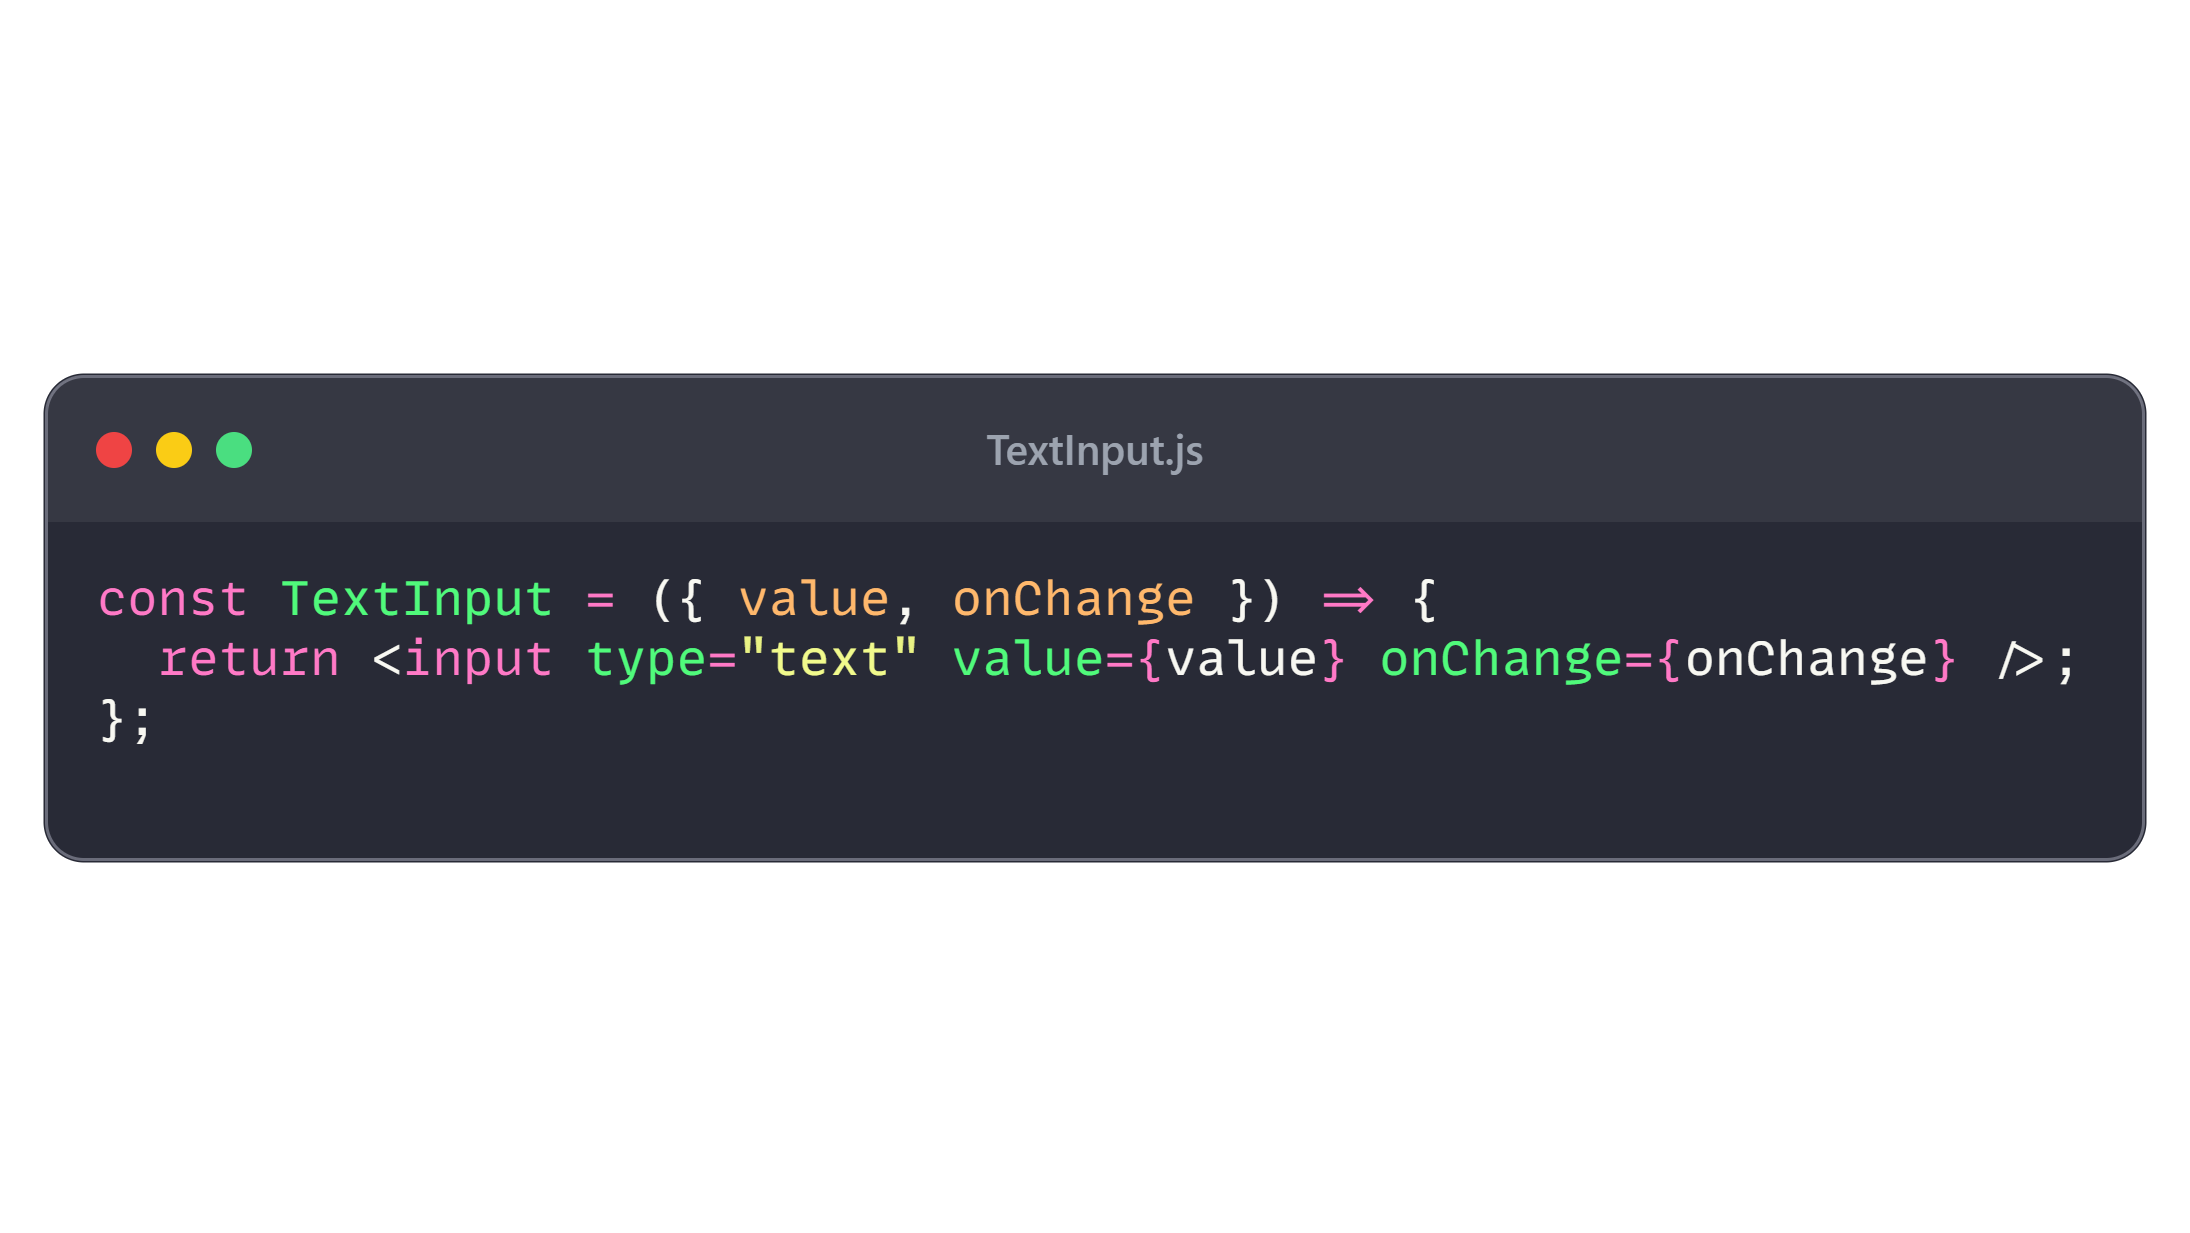 TextInput.js
const TextInput = ({ value, onChange }) => {
  return <input type="text" value={value} onChange={onChange} />;
};